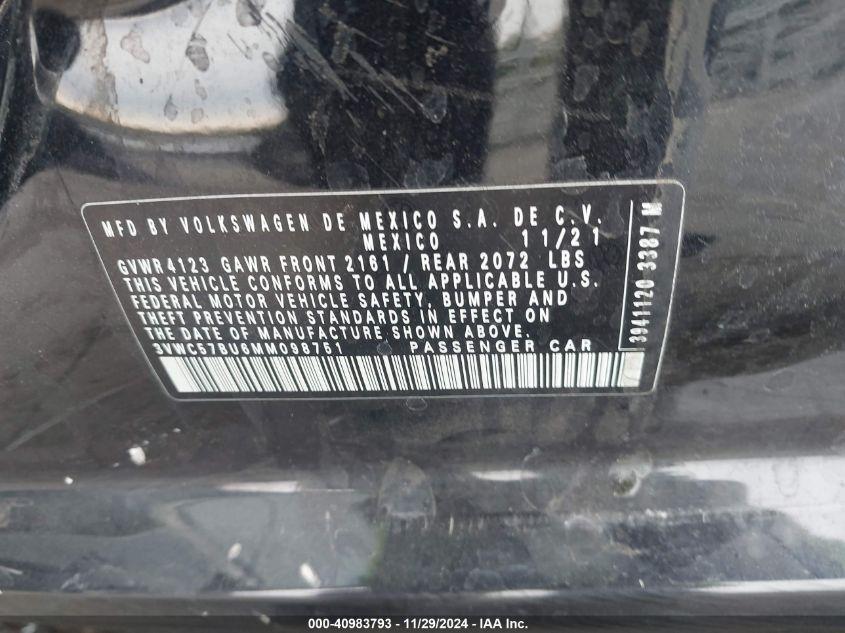 MFD BY VOLKSWAGEN DE MEXICO S.A. DE C.V.
MEXICO 11/21
GVWR 4123 GAWR FRONT 2161 / REAR 2072 LBS
THIS VEHICLE CONFORMS TO ALL APPLICABLE U.S.
FEDERAL MOTOR VEHICLE SAFETY, BUMPER AND
THEFT PREVENTION STANDARDS IN EFFECT ON
THE DATE OF MANUFACTURE SHOWN ABOVE.
3VWC57BU6MM098761 PASSENGER CAR
3941120 3387 M
000-40983793 - 11/29/2024 - IAA Inc.